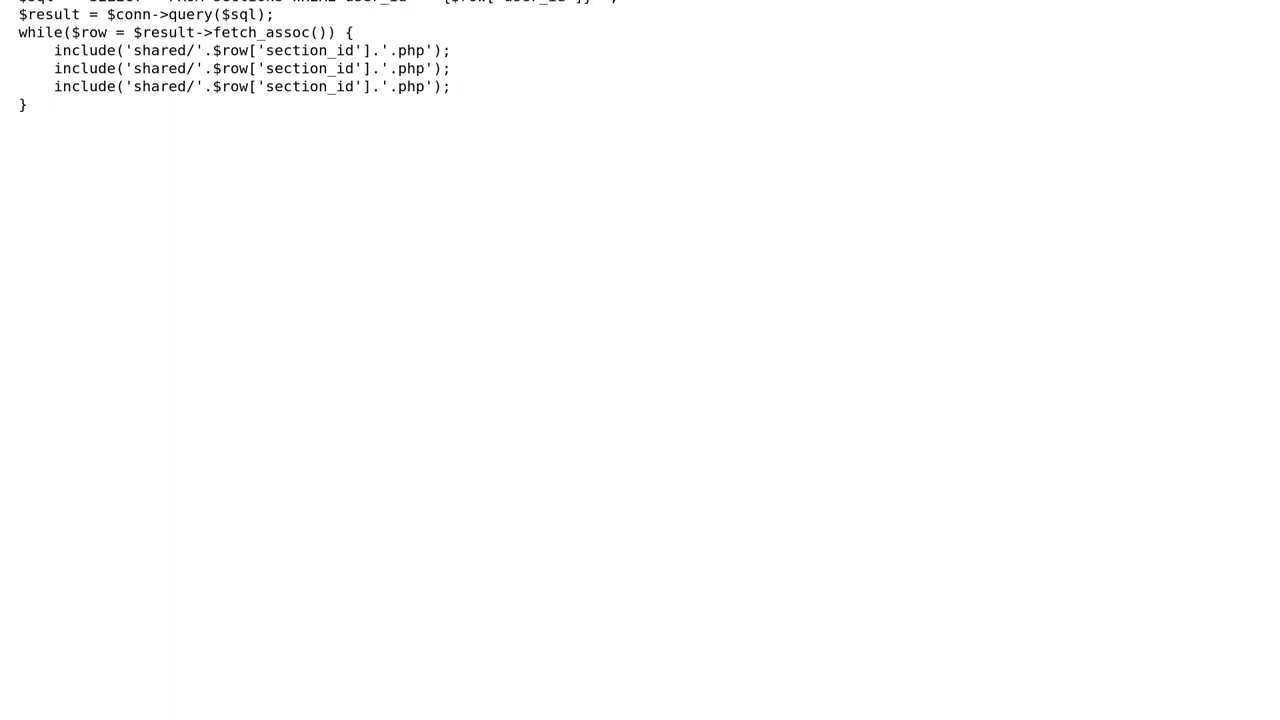 $result = $conn->query($sql);
while($row = $result->fetch_assoc()) {
    include('shared/'.$row['section_id'].'.php');
    include('shared/'.$row['section_id'].'.php');
    include('shared/'.$row['section_id'].'.php');
}